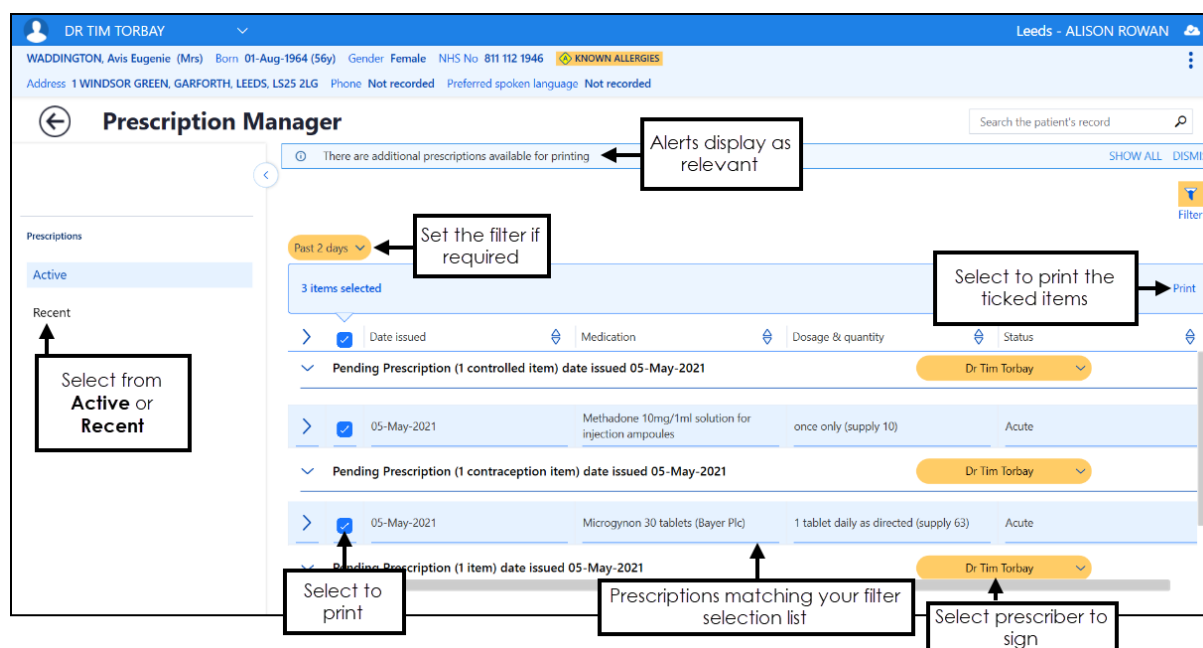 DR TIM TORBAY
Leeds - ALISON ROWAN
WADDINGTON, Avis Eugenie (Mrs) Born 01-Aug-1964 (56y) Gender Female NHS No 811 112 1946 KNOWN ALLERGIES
Address 1 WINDSOR GREEN, GARFORTH, LEEDS, LS25 2LG Phone Not recorded Preferred spoken language Not recorded
Prescription Manager
Search the patient's record
There are additional prescriptions available for printing
Alerts display as
relevant
SHOW ALL DISMI
Filter
Prescriptions
Past 2 days
Set the filter if
required
Active
3 items selected
Select to print the
ticked items
Print
Recent
Date issued Medication Dosage & quantity Status
Select from
Active or
Recent
Pending Prescription (1 controlled item) date issued 05-May-2021 Dr Tim Torbay
05-May-2021 Methadone 10mg/1ml solution for
injection ampoules
once only (supply 10) Acute
Pending Prescription (1 contraception item) date issued 05-May-2021 Dr Tim Torbay
05-May-2021 Microgynon 30 tablets (Bayer Plc) 1 tablet daily as directed (supply 63) Acute
Pending Prescription (1 item) date issued 05-May-2021 Dr Tim Torbay
Select to
print
Prescriptions matching your filter
selection list
Select prescriber to
sign